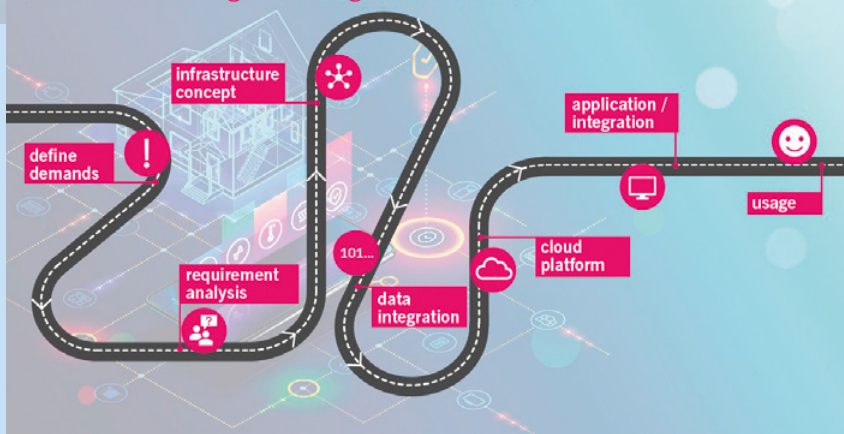 define
demands
requirement
analysis
infrastructure
concept
101...
data
integration
cloud
platform
application /
integration
usage